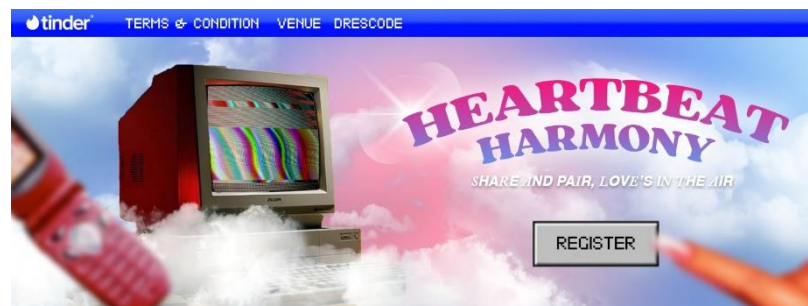 tinder
TERMS & CONDITION VENUE DRESCODE
HEARTBEAT
HARMONY
SHARE AND PAIR, LOVE'S IN THE AIR
REGISTER